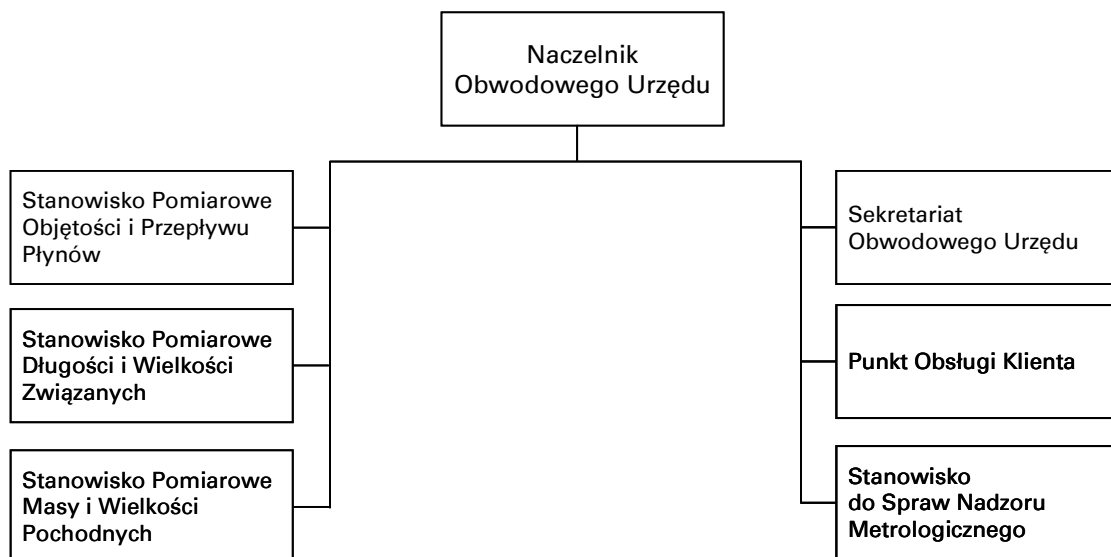 Naczelnik
Obwodowego Urzędu
Stanowisko Pomiarowe
Objętości i Przepływu
Płynów
Stanowisko Pomiarowe
Długości i Wielkości
Związanych
Stanowisko Pomiarowe
Masy i Wielkości
Pochodnych
Sekretariat
Obwodowego Urzędu
Punkt Obsługi Klienta
Stanowisko
do Spraw Nadzoru
Metrologicznego